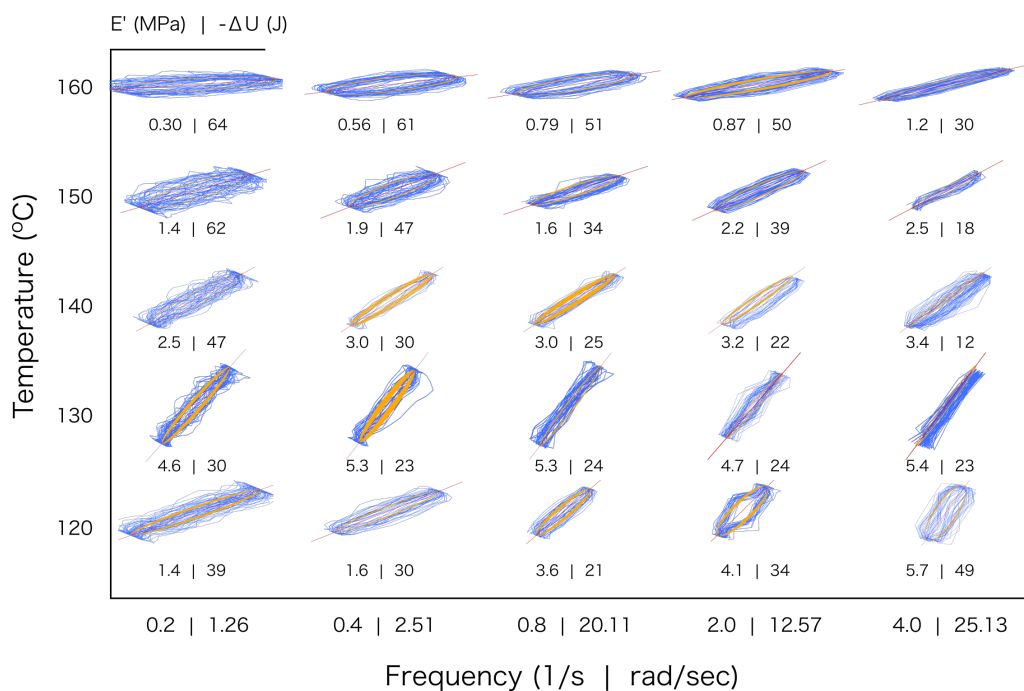 E' (MPa) | -ΔU (J)
160
0.30 | 64
0.56 | 61
0.79 | 51
0.87 | 50
1.2 | 30
150
1.4 | 62
1.9 | 47
1.6 | 34
2.2 | 39
2.5 | 18
Temperature (ºC)
140
2.5 | 47
3.0 | 30
3.0 | 25
3.2 | 22
3.4 | 12
130
4.6 | 30
5.3 | 23
5.3 | 24
4.7 | 24
5.4 | 23
120
1.4 | 39
1.6 | 30
3.6 | 21
4.1 | 34
5.7 | 49
0.2 | 1.26
0.4 | 2.51
0.8 | 20.11
2.0 | 12.57
4.0 | 25.13
Frequency (1/s | rad/sec)